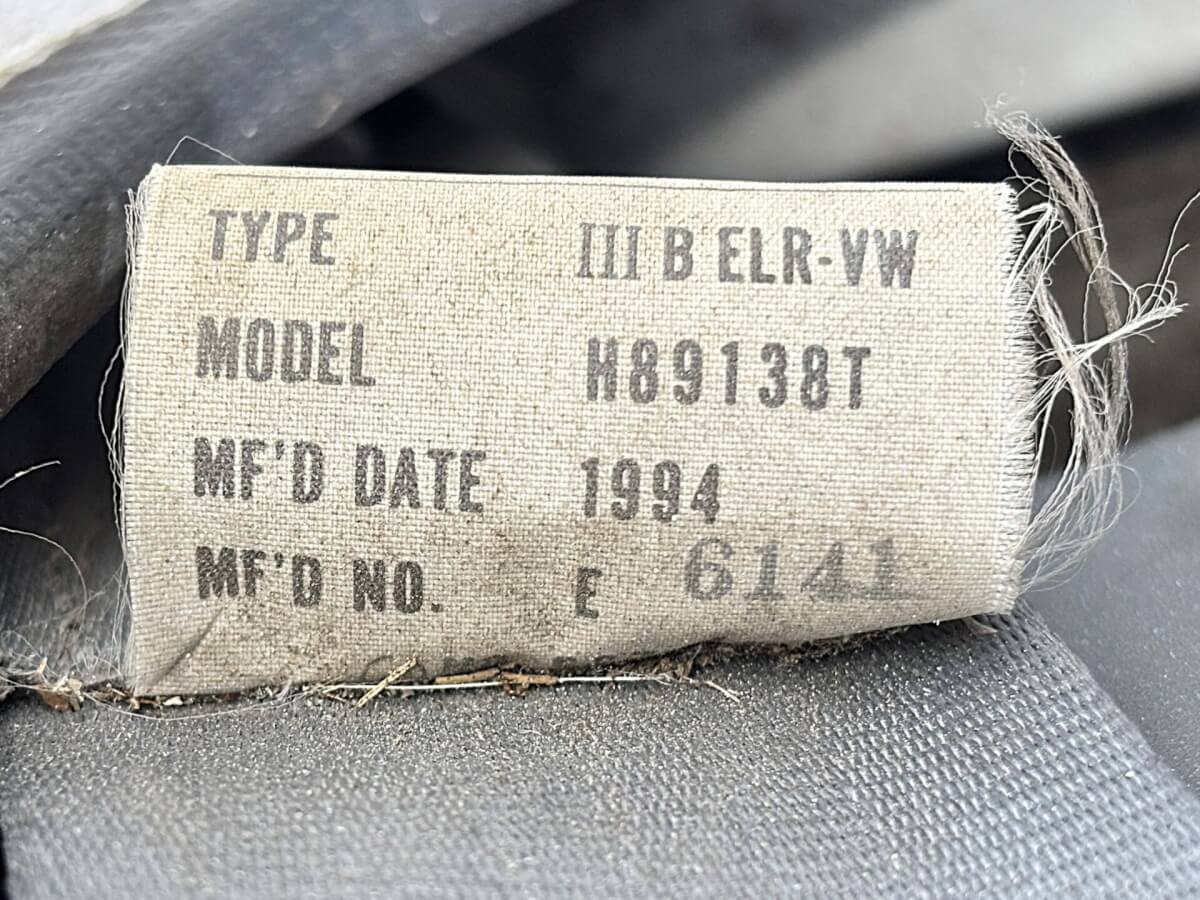 TYPE III B ELR-VW
MODEL H89138T
MF'D DATE 1994
MF'D NO. E 6141